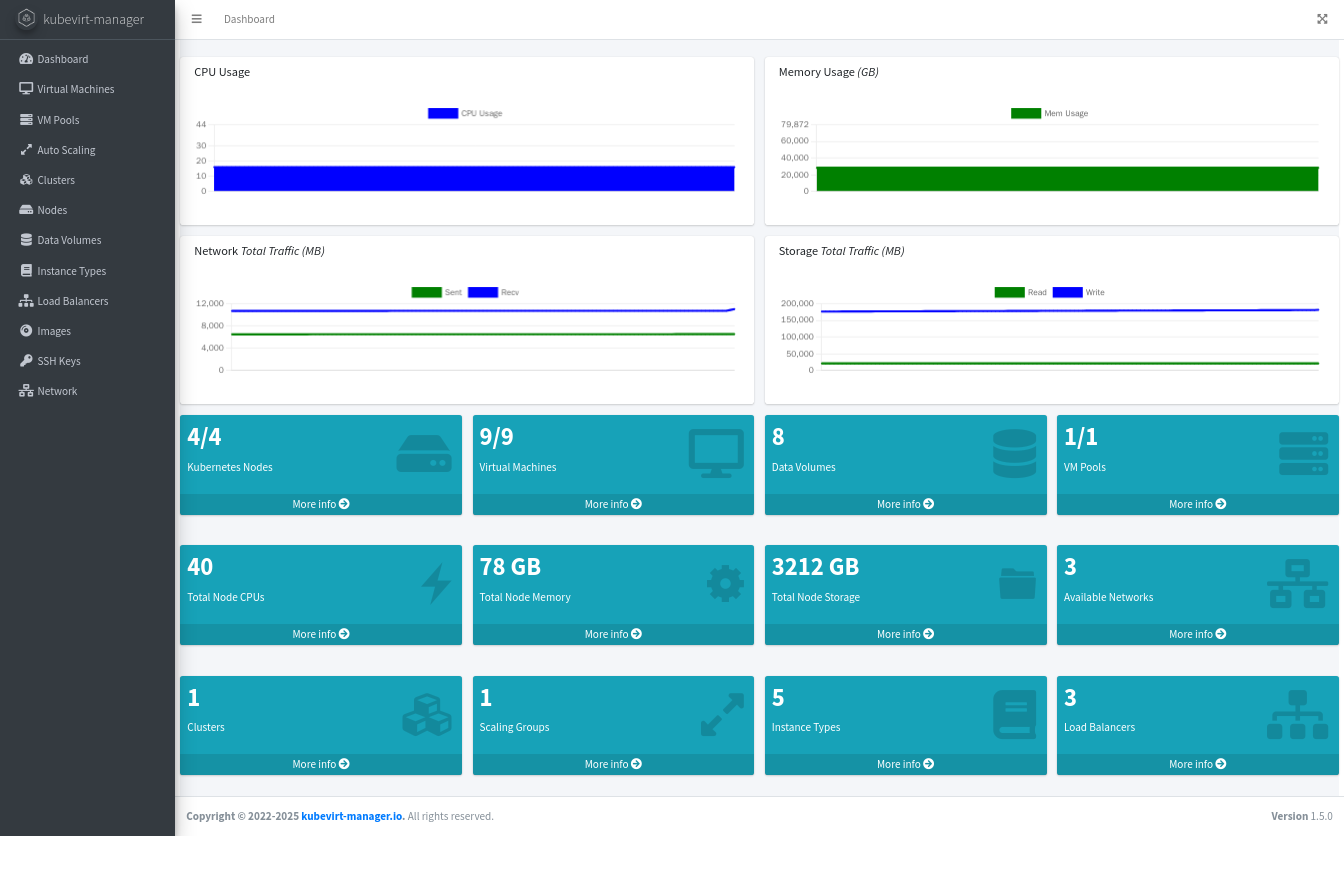 kubevirt-manager
Dashboard
Dashboard
Virtual Machines
VM Pools
Auto Scaling
Clusters
Nodes
Data Volumes
Instance Types
Load Balancers
Images
SSH Keys
Network
CPU Usage
CPU Usage
44
30
20
10
0
Memory Usage (GB)
Mem Usage
79,872
60,000
40,000
20,000
0
Network Total Traffic (MB)
Sent Recv
12,000
8,000
4,000
0
Storage Total Traffic (MB)
Read Write
200,000
150,000
100,000
50,000
0
4/4
Kubernetes Nodes
More info
9/9
Virtual Machines
More info
8
Data Volumes
More info
1/1
VM Pools
More info
40
Total Node CPUs
More info
78 GB
Total Node Memory
More info
3212 GB
Total Node Storage
More info
3
Available Networks
More info
1
Clusters
More info
1
Scaling Groups
More info
5
Instance Types
More info
3
Load Balancers
More info
Copyright © 2022-2025 kubevirt-manager.io. All rights reserved.
Version 1.5.0